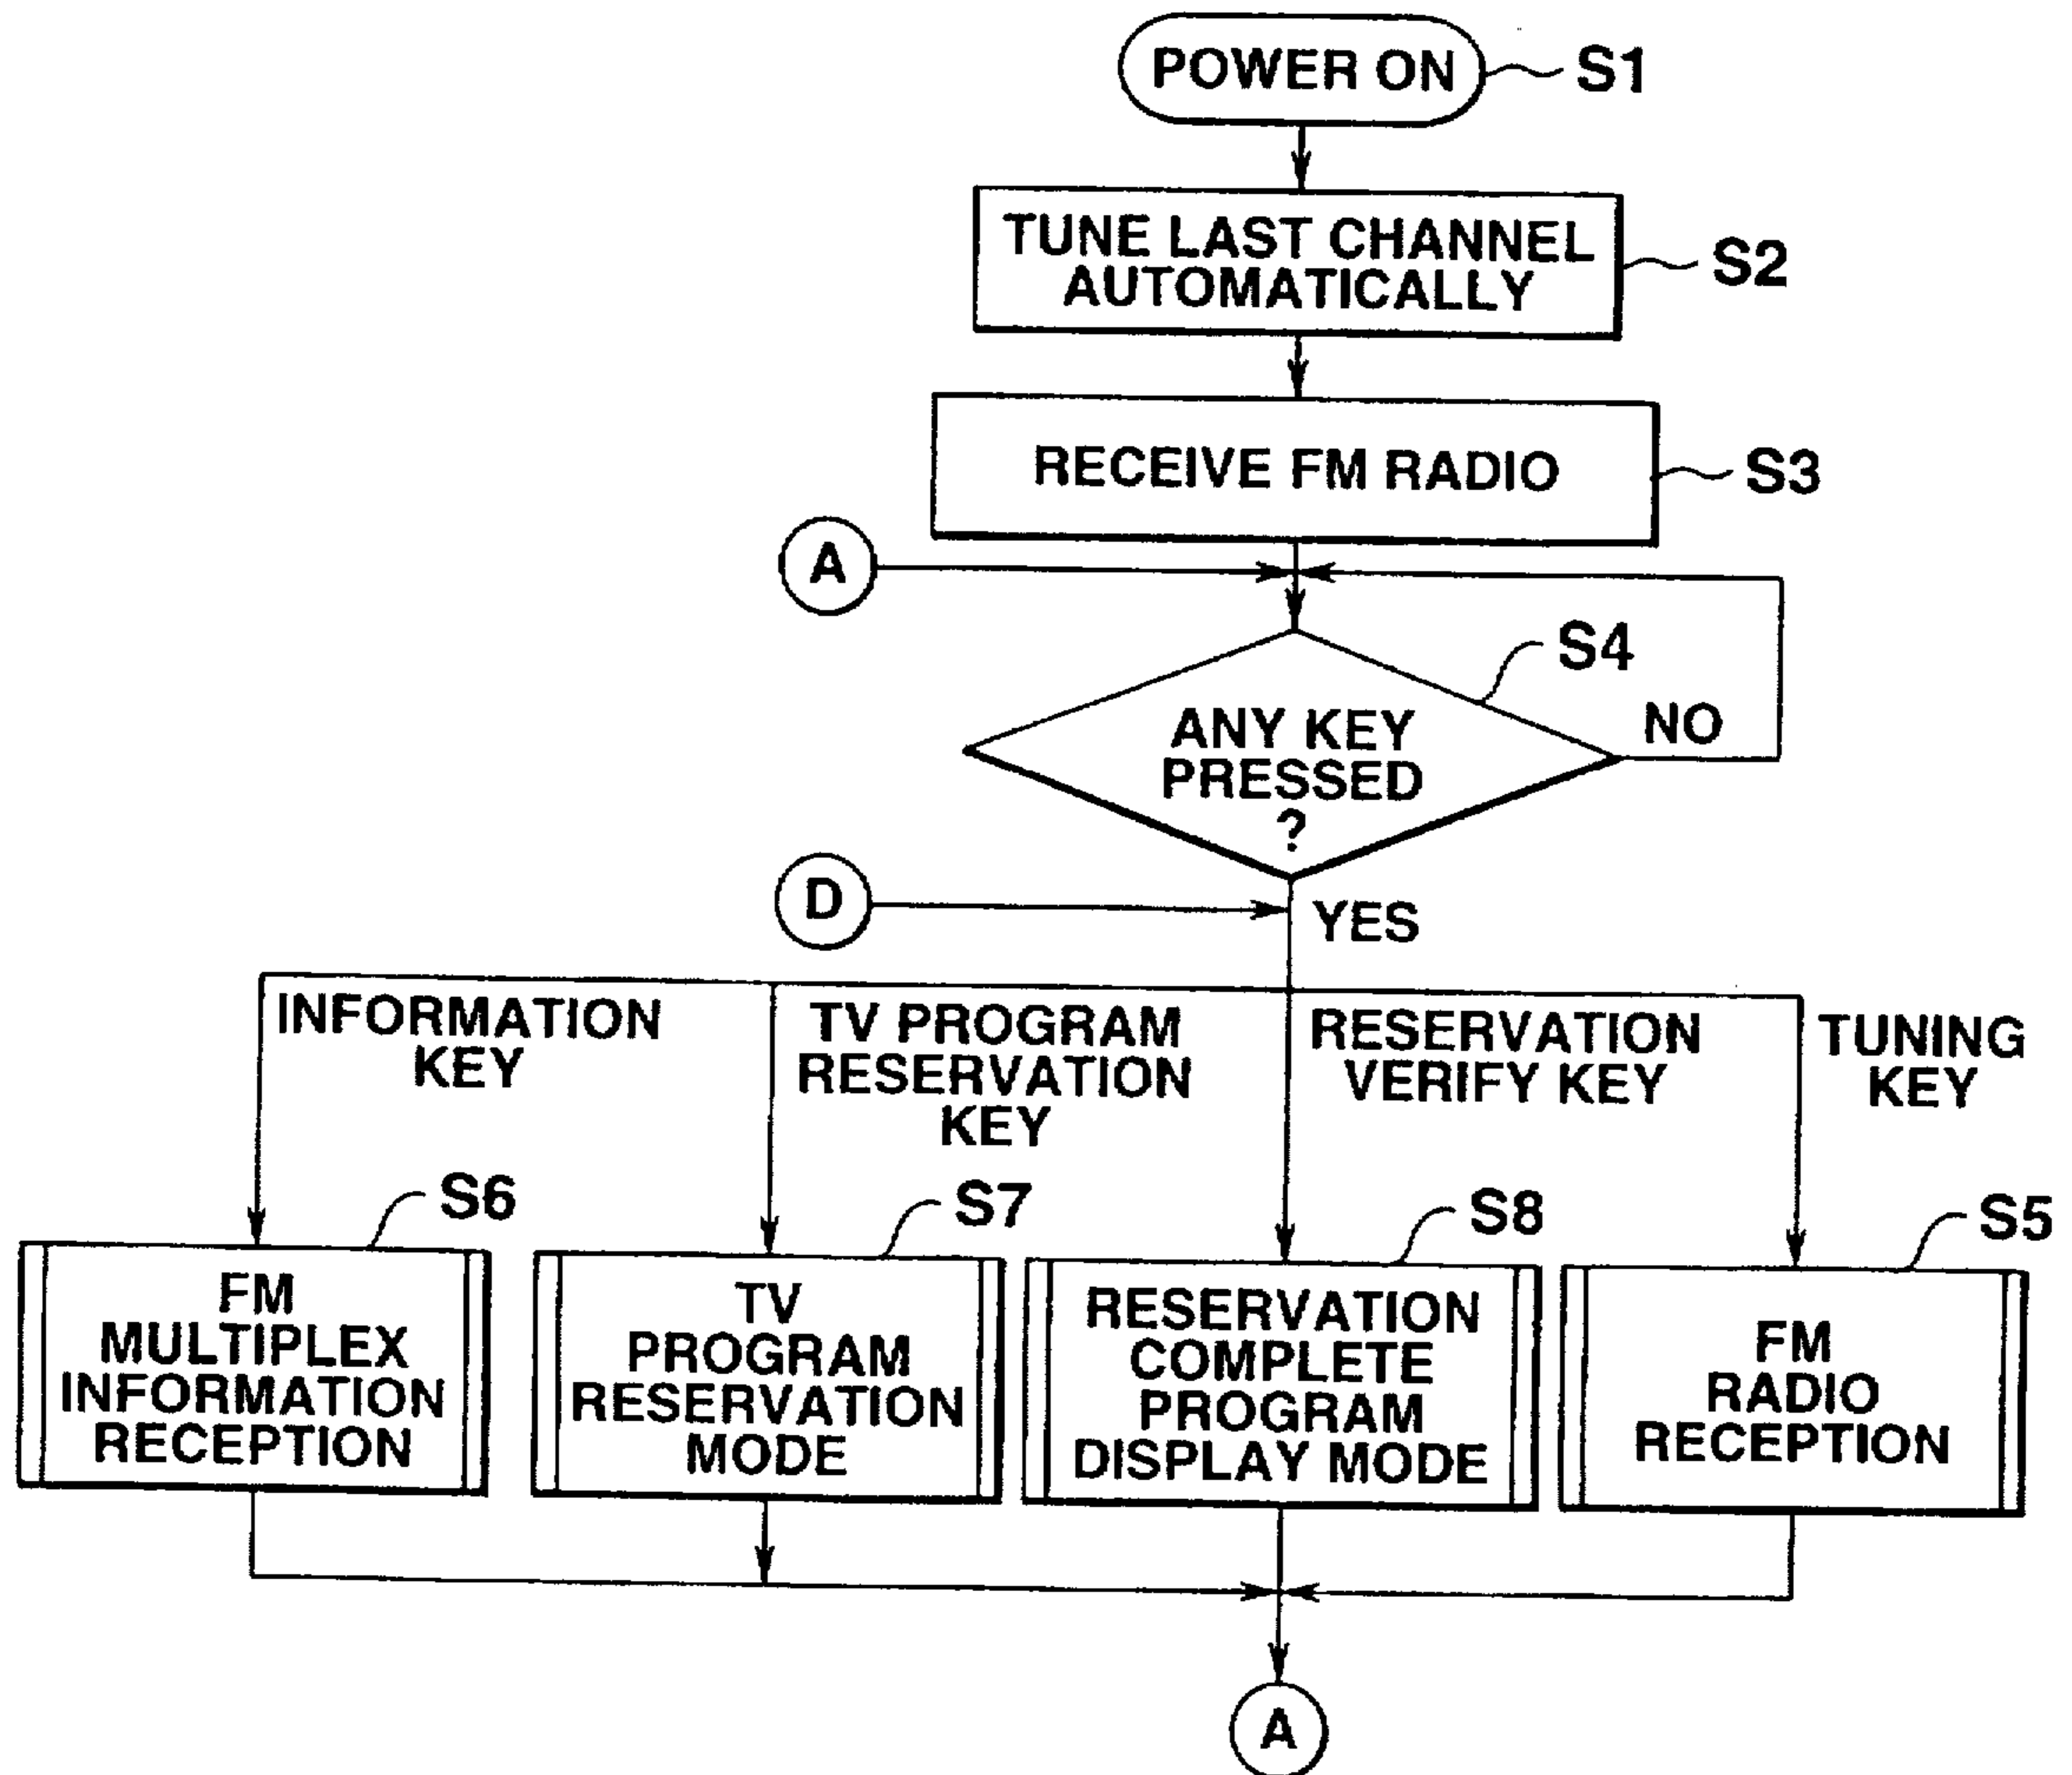 POWER ON
S1
TUNE LAST CHANNEL
AUTOMATICALLY
S2
RECEIVE FM RADIO
S3
A
S4
ANY KEY
PRESSED
?
NO
D
YES
INFORMATION
KEY
TV PROGRAM
RESERVATION
KEY
RESERVATION
VERIFY KEY
TUNING
KEY
S6
FM
MULTIPLEX
INFORMATION
RECEPTION
S7
TV
PROGRAM
RESERVATION
MODE
S8
RESERVATION
COMPLETE
PROGRAM
DISPLAY MODE
S5
FM
RADIO
RECEPTION
A